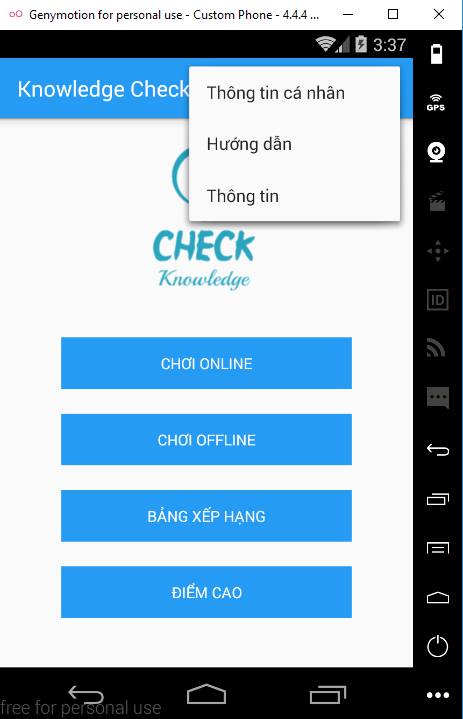 Genymotion for personal use - Custom Phone - 4.4.4 ...
3:37
Knowledge Check
Thông tin cá nhân
Hướng dẫn
Thông tin
GPS
CHECK
Knowledge
ID
CHƠI ONLINE
CHƠI OFFLINE
BẢNG XẾP HẠNG
ĐIỂM CAO
free for personal use